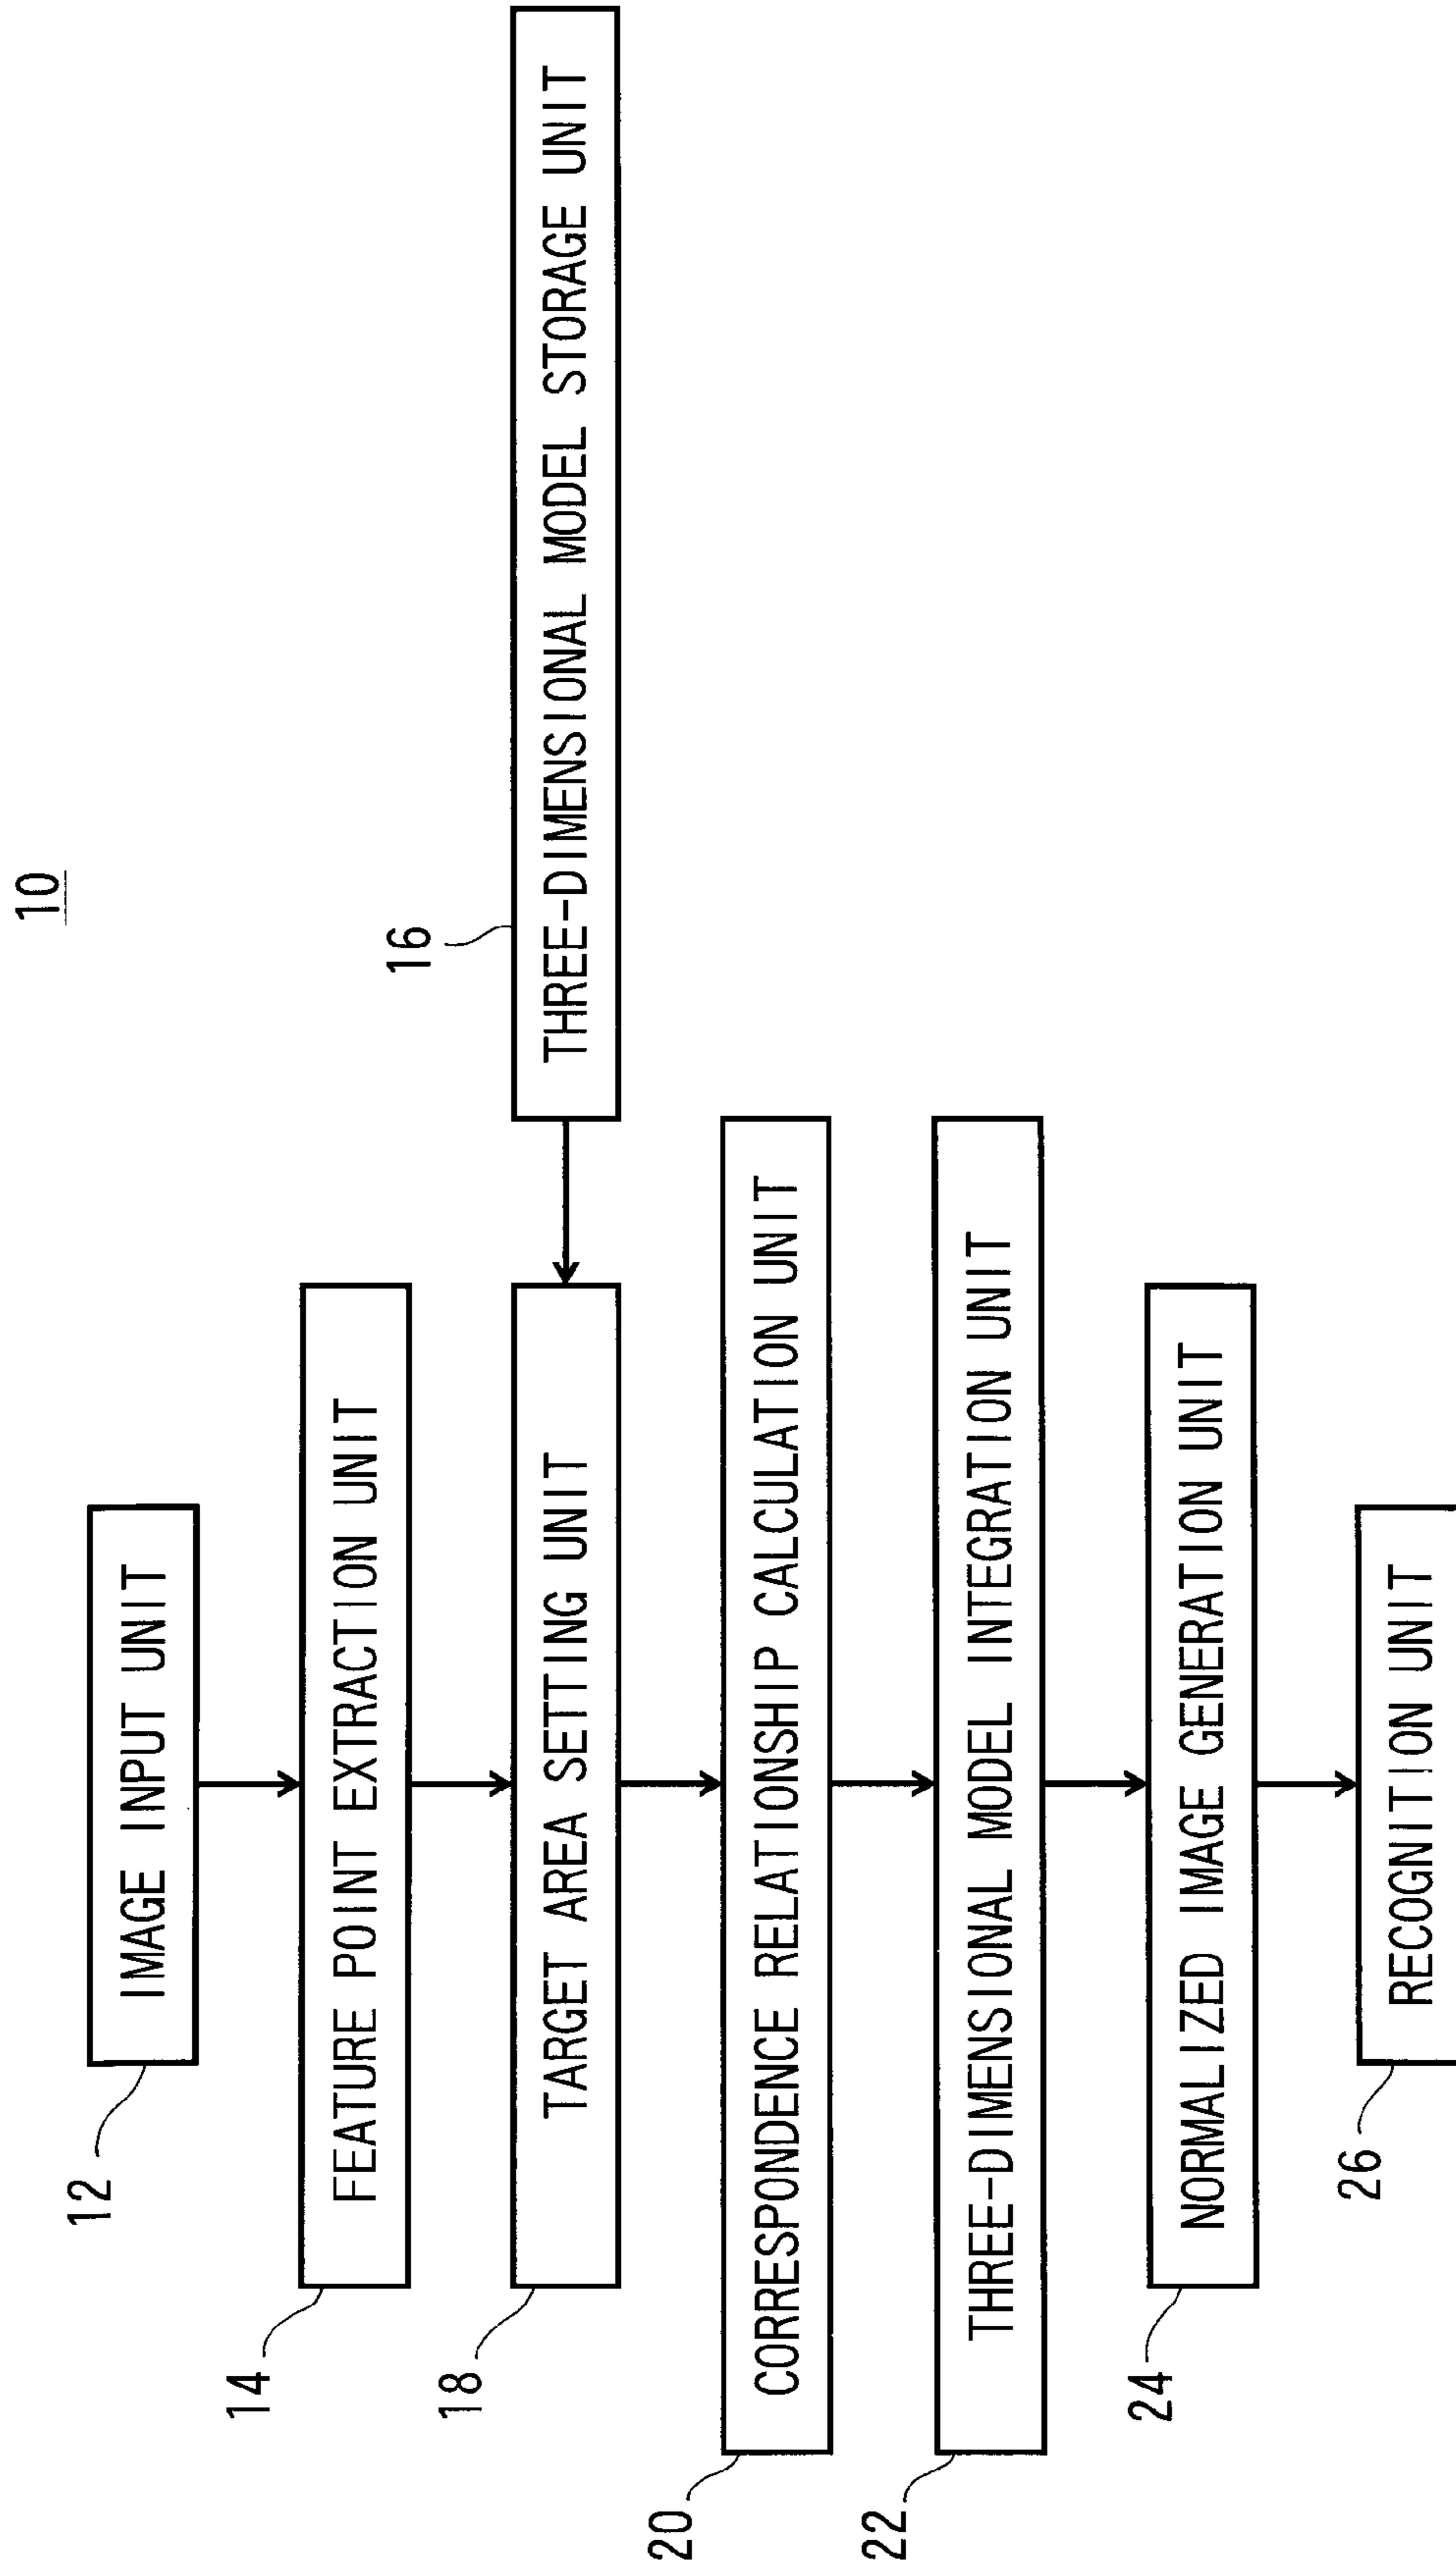 10
12
IMAGE INPUT UNIT
14
FEATURE POINT EXTRACTION UNIT
16
THREE-DIMENSIONAL MODEL STORAGE UNIT
18
TARGET AREA SETTING UNIT
20
CORRESPONDENCE RELATIONSHIP CALCULATION UNIT
22
THREE-DIMENSIONAL MODEL INTEGRATION UNIT
24
NORMALIZED IMAGE GENERATION UNIT
26
RECOGNITION UNIT